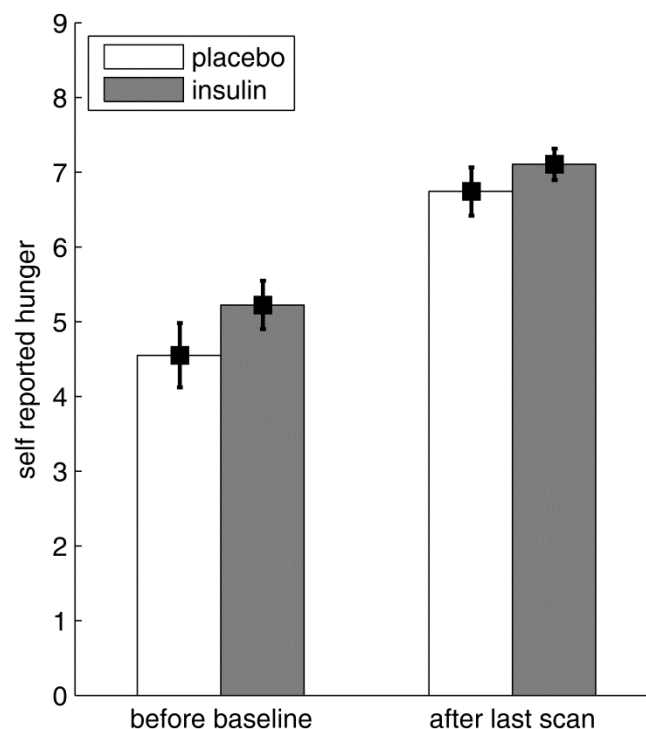 9
placebo
insulin
8
7
6
5
4
3
2
1
0
self reported hunger
before baseline
after last scan